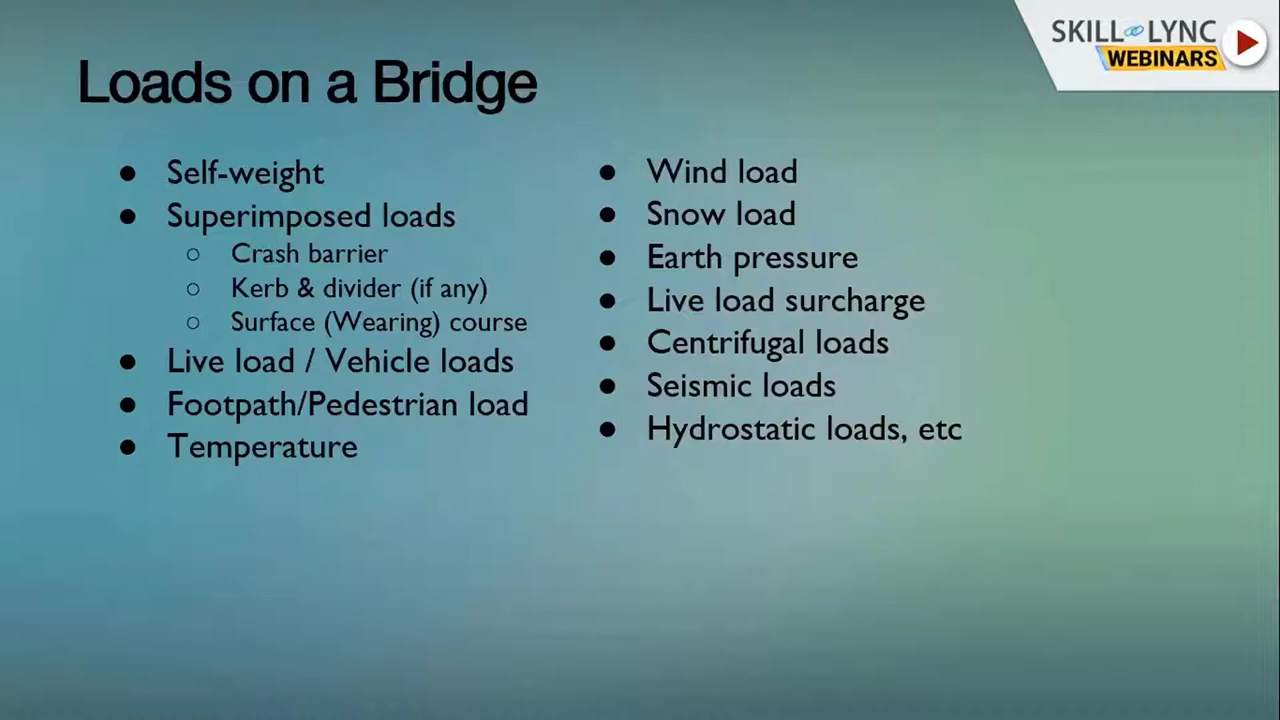 SKILL LYNC
WEBINARS
Loads on a Bridge
● Self-weight
● Superimposed loads
○ Crash barrier
○ Kerb & divider (if any)
○ Surface (Wearing) course
● Live load / Vehicle loads
● Footpath/Pedestrian load
● Temperature
● Wind load
● Snow load
● Earth pressure
● Live load surcharge
● Centrifugal loads
● Seismic loads
● Hydrostatic loads, etc